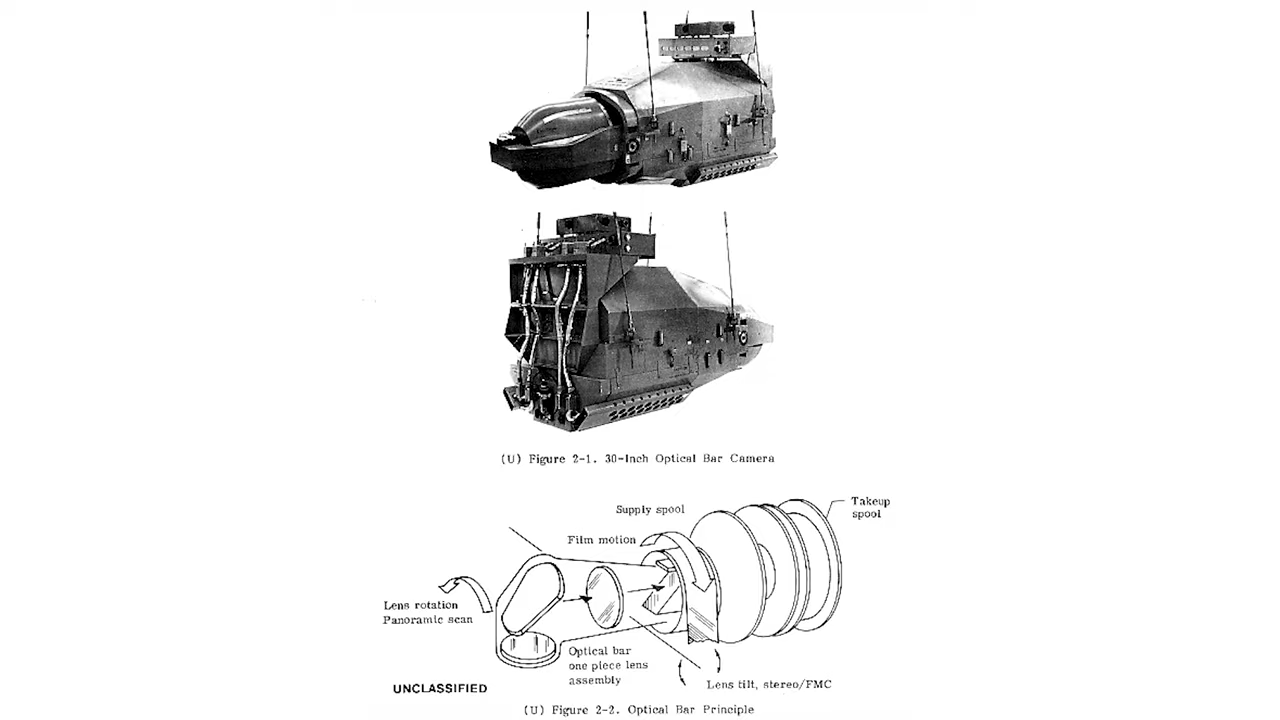 (U) Figure 2-1. 30-Inch Optical Bar Camera
Supply spool
Takeup
spool
Film motion
Lens rotation
Panoramic scan
Optical bar
one piece lens
assembly
Lens tilt, stereo/FMC
UNCLASSIFIED
(U) Figure 2-2. Optical Bar Principle